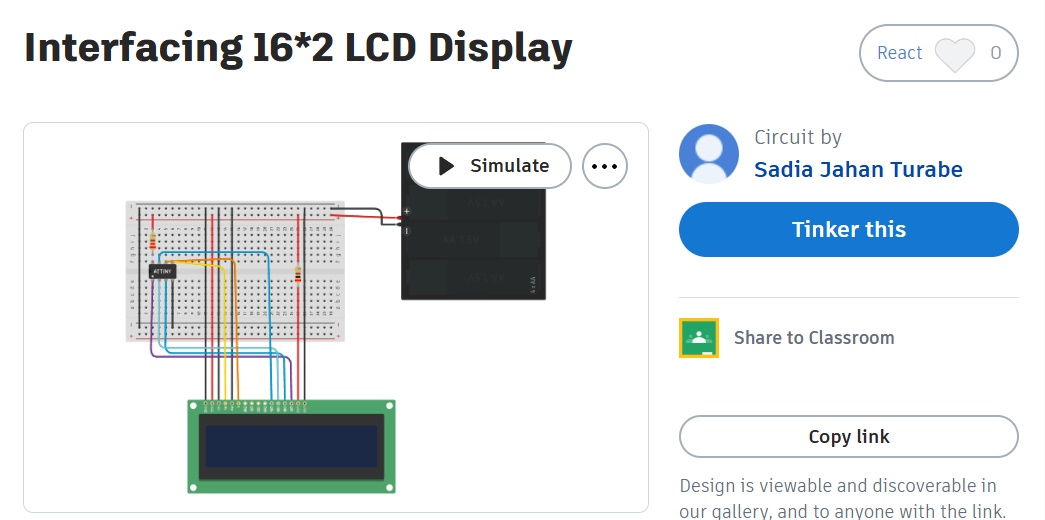 Interfacing 16*2 LCD Display
React 0
Simulate
Circuit by
Sadia Jahan Turabe
Tinker this
ATTINY
Share to Classroom
Copy link
Design is viewable and discoverable in
our gallery, and to anyone with the link.